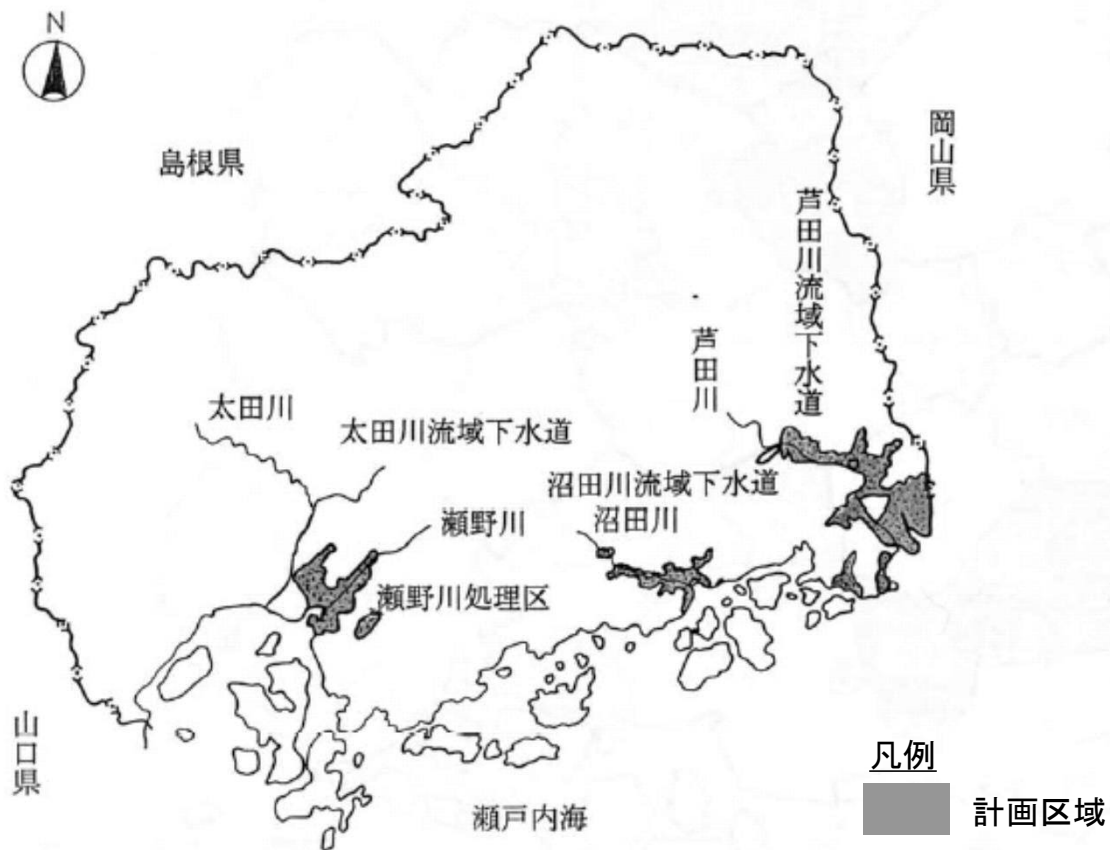 N
島根県
岡山県
芦田川流域下水道
芦田川
太田川
太田川流域下水道
沼田川流域下水道
沼田川
瀬野川
瀬野川処理区
山口県
瀬戸内海
凡例
計画区域